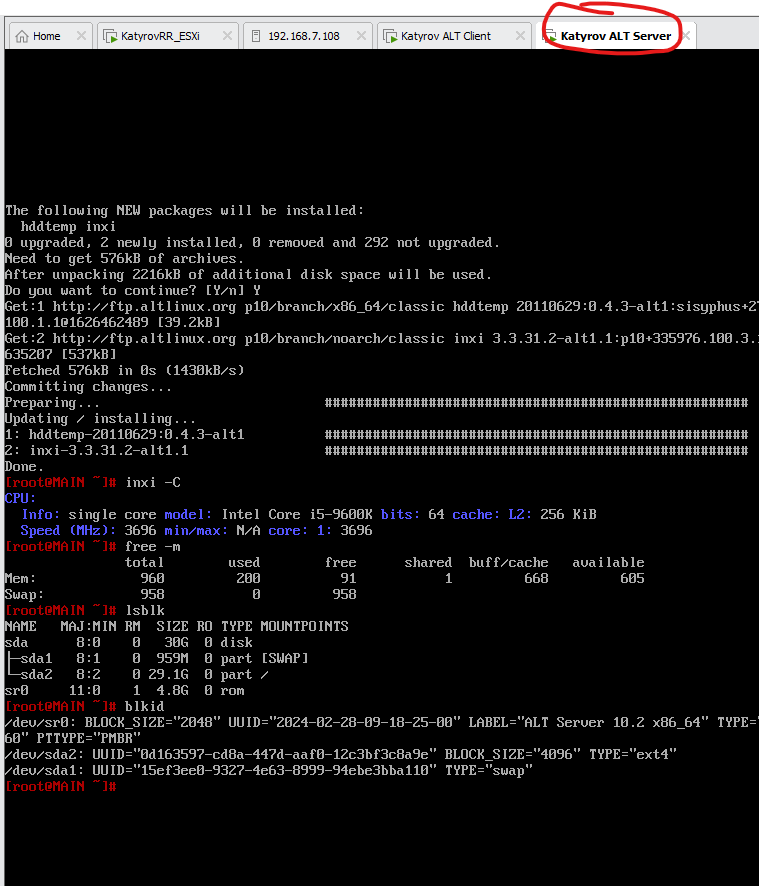 Home KatyrovRR_ESXi 192.168.7.108 Katyrov ALT Client Katyrov ALT Server
The following NEW packages will be installed:
  hddtemp inxi
0 upgraded, 2 newly installed, 0 removed and 292 not upgraded.
Need to get 576kB of archives.
After unpacking 2216kB of additional disk space will be used.
Do you want to continue? [Y/n] Y
Get:1 http://ftp.altlinux.org p10/branch/x86_64/classic hddtemp 20110629:0.4.3-alt1:sisyphus+27
100.1.1@1626462489 [39.2kB]
Get:2 http://ftp.altlinux.org p10/branch/noarch/classic inxi 3.3.31.2-alt1.1:p10+335976.100.3.1
635207 [537kB]
Fetched 576kB in 0s (1430kB/s)
Committing changes...
Preparing... #####################################################
Updating / installing...
1: hddtemp-20110629:0.4.3-alt1 #####################################################
2: inxi-3.3.31.2-alt1.1 #####################################################
Done.
[root@MAIN ~]# inxi -C
CPU:
  Info: single core model: Intel Core i5-9600K bits: 64 cache: L2: 256 KiB
  Speed (MHz): 3696 min/max: N/A core: 1: 3696
[root@MAIN ~]# free -m
               total        used        free      shared  buff/cache   available
Mem:             960         200          91           1         668         605
Swap:            958           0         958
[root@MAIN ~]# lsblk
NAME   MAJ:MIN RM  SIZE RO TYPE MOUNTPOINTS
sda      8:0    0   30G  0 disk
├─sda1   8:1    0  959M  0 part [SWAP]
└─sda2   8:2    0 29.1G  0 part /
sr0     11:0    1  4.8G  0 rom
[root@MAIN ~]# blkid
/dev/sr0: BLOCK_SIZE="2048" UUID="2024-02-28-09-18-25-00" LABEL="ALT Server 10.2 x86_64" TYPE=
60" PTTYPE="PMBR"
/dev/sda2: UUID="0d163597-cd8a-447d-aaf0-12c3bf3c8a9e" BLOCK_SIZE="4096" TYPE="ext4"
/dev/sda1: UUID="15ef3ee0-9327-4e63-8999-94ebe3bba110" TYPE="swap"
[root@MAIN ~]#